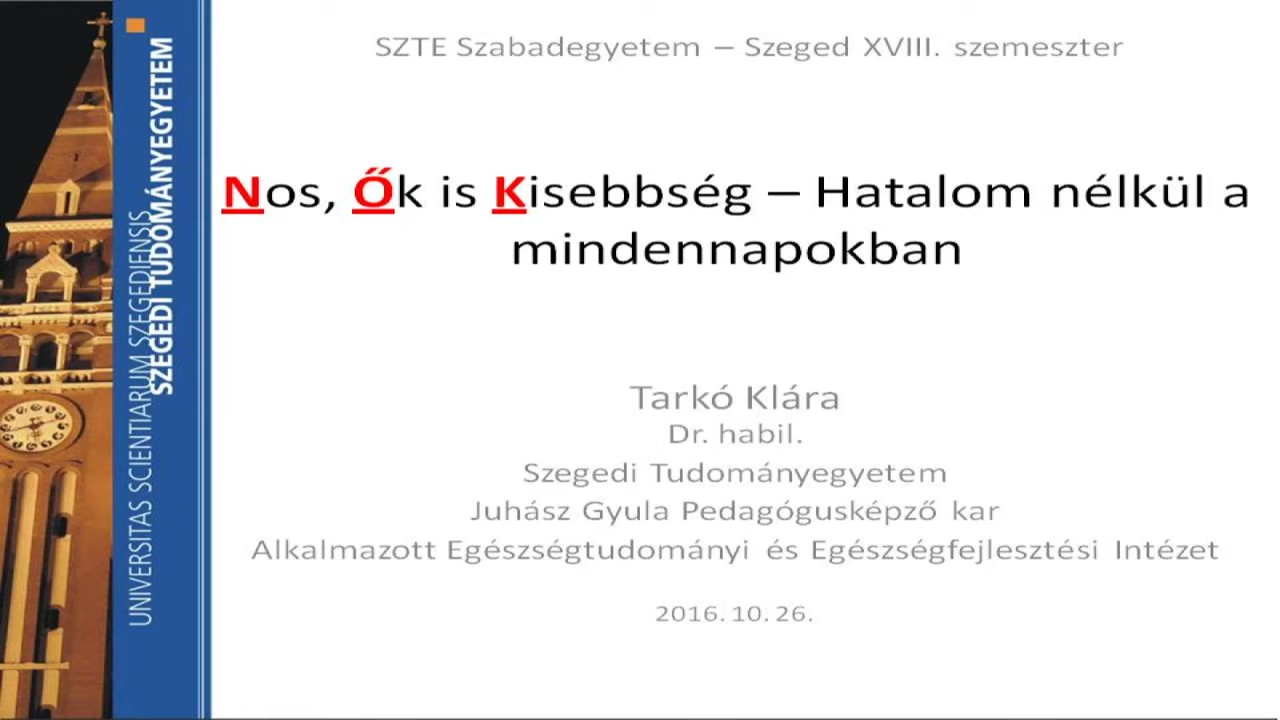 SZTE Szabadegyetem – Szeged XVIII. szemeszter
Nos, Ők is Kisebbség – Hatalom nélkül a
mindennapokban
Tarkó Klára
Dr. habil.
Szegedi Tudományegyetem
Juhász Gyula Pedagógusképző kar
Alkalmazott Egészségtudományi és Egészségfejlesztési Intézet
2016. 10. 26.
UNIVERSITAS SCIENTIARUM SZEGEDIENSIS
SZEGEDI TUDOMÁNYEGYETEM